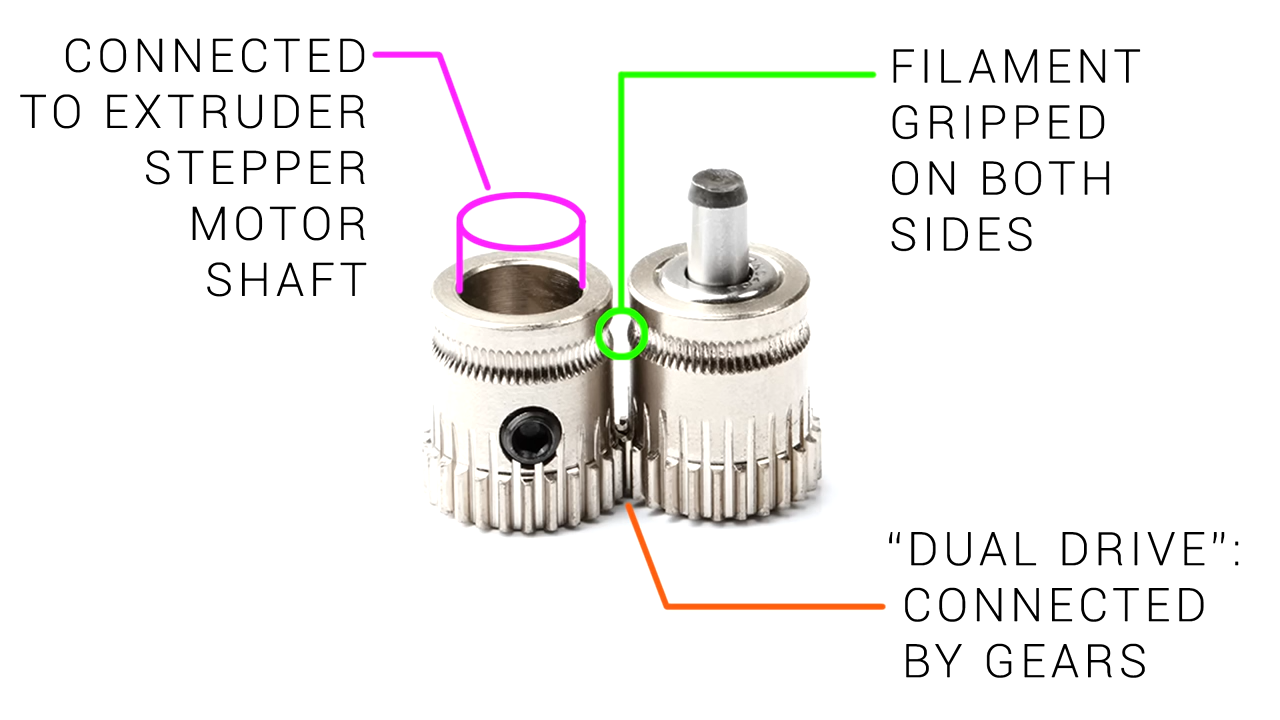 CONNECTED
TO EXTRUDER
STEPPER
MOTOR
SHAFT
FILAMENT
GRIPPED
ON BOTH
SIDES
“DUAL DRIVE”:
CONNECTED
BY GEARS